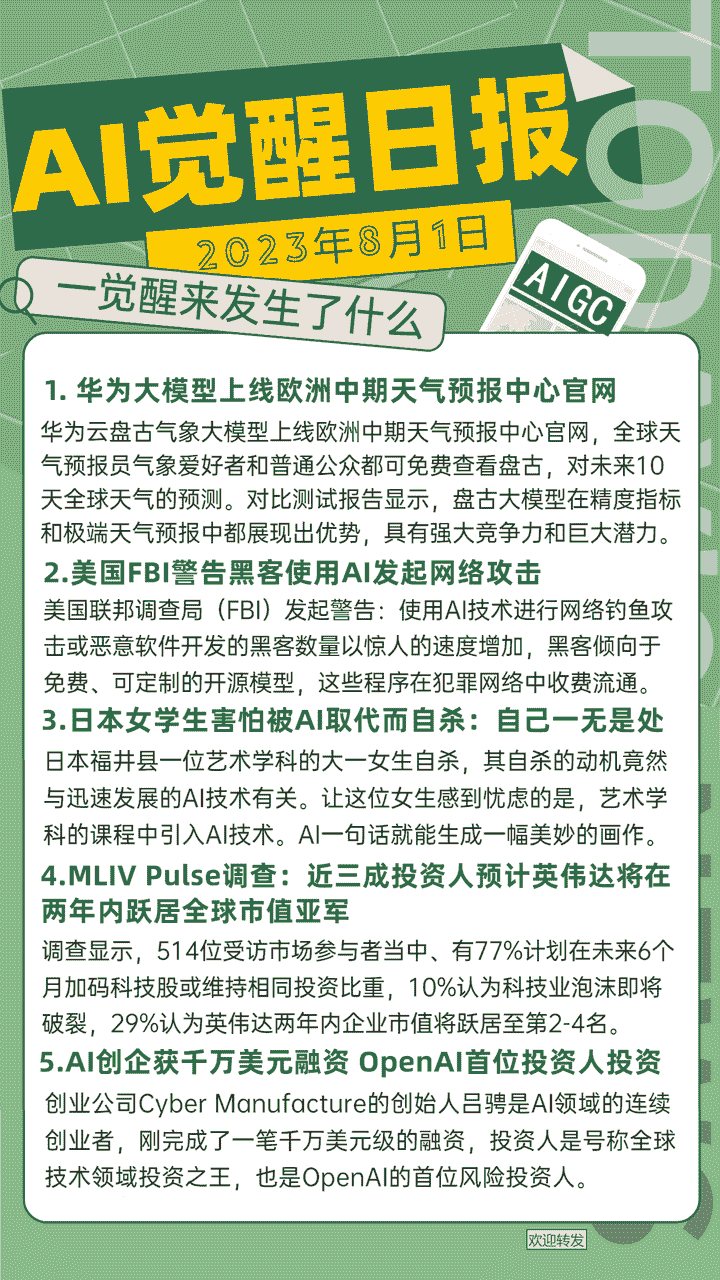 AI觉醒日报
2023年8月1日
一觉醒来发生了什么
AIGC
1. 华为大模型上线欧洲中期天气预报中心官网
华为云盘古气象大模型上线欧洲中期天气预报中心官网，全球天
气预报员气象爱好者和普通公众都可免费查看盘古，对未来10
天全球天气的预测。对比测试报告显示，盘古大模型在精度指标
和极端天气预报中都展现出优势，具有强大竞争力和巨大潜力。
2.美国FBI警告黑客使用AI发起网络攻击
美国联邦调查局（FBI）发起警告：使用AI技术进行网络钓鱼攻
击或恶意软件开发的黑客数量以惊人的速度增加，黑客倾向于
免费、可定制的开源模型，这些程序在犯罪网络中收费流通。
3.日本女学生害怕被AI取代而自杀：自己一无是处
日本福井县一位艺术学科的大一女生自杀，其自杀的动机竟然
与迅速发展的AI技术有关。让这位女生感到忧虑的是，艺术学
科的课程中引入AI技术。AI一句话就能生成一幅美妙的画作。
4.MLIV Pulse调查：近三成投资人预计英伟达将在
两年内跃居全球市值亚军
调查显示，514位受访市场参与者当中、有77%计划在未来6个
月加码科技股或维持相同投资比重，10%认为科技业泡沫即将
破裂，29%认为英伟达两年内企业市值将跃居至第2-4名。
5.AI创企获千万美元融资 OpenAI首位投资人投资
创业公司Cyber Manufacture的创始人吕骋是AI领域的连续
创业者，刚完成了一笔千万美元级的融资，投资人是号称全球
技术领域投资之王，也是OpenAI的首位风险投资人。
欢迎转发